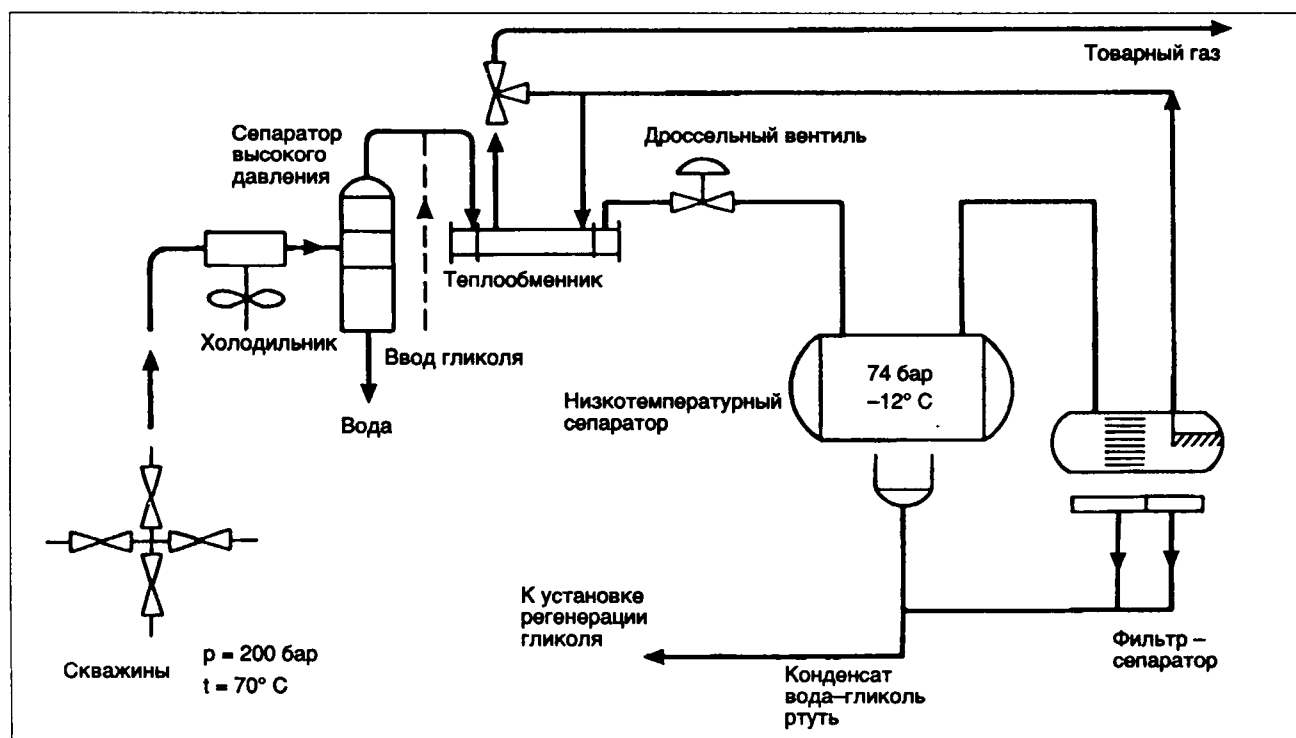 Товарный газ
Сепаратор
высокого
давления
Дроссельный вентиль
Теплообменник
Холодильник
Ввод гликоля
Вода
74 бар
–12° С
Низкотемпературный
сепаратор
К установке
регенерации
гликоля
Скважины
p = 200 бар
t = 70° С
Фильтр –
сепаратор
Конденсат
вода–гликоль
ртуть